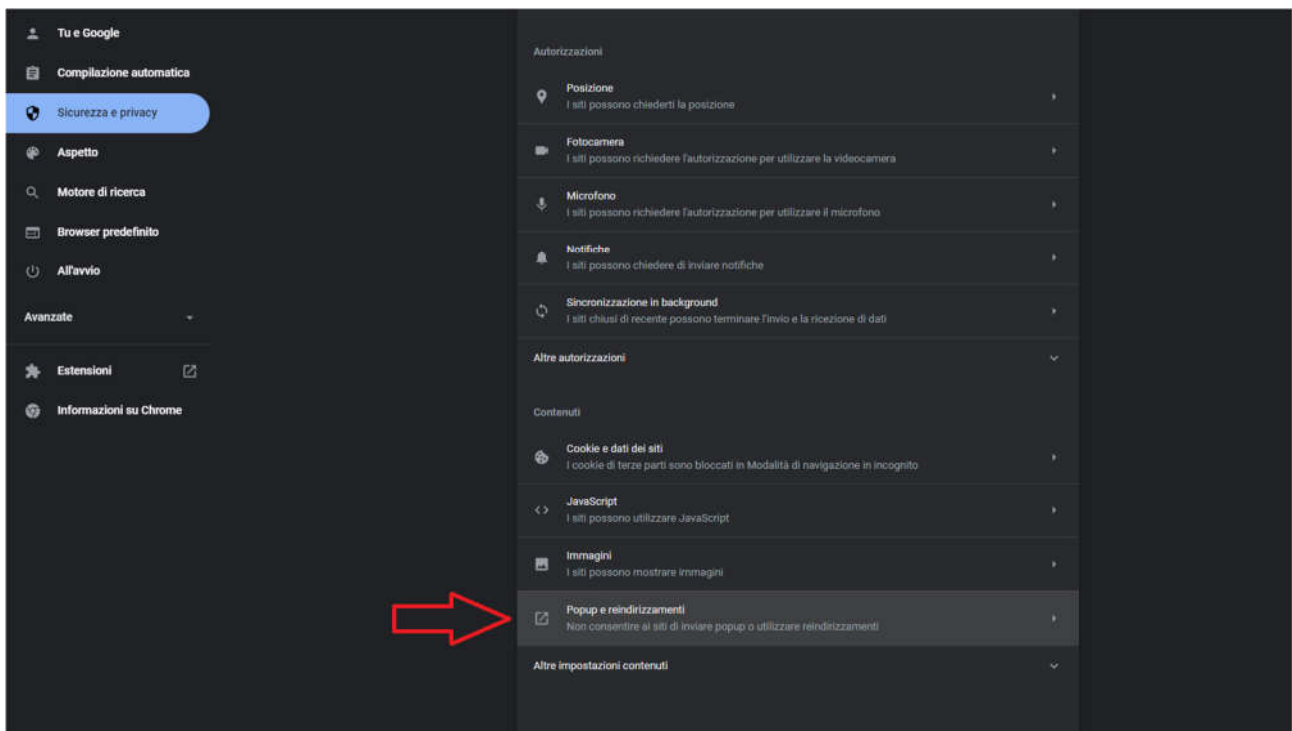 Tu e Google
Compilazione automatica
Sicurezza e privacy
Aspetto
Motore di ricerca
Browser predefinito
All'avvio
Avanzate
Estensioni
Informazioni su Chrome
Autorizzazioni
Posizione
I siti possono chiederti la posizione
Fotocamera
I siti possono richiedere l'autorizzazione per utilizzare la videocamera
Microfono
I siti possono richiedere l'autorizzazione per utilizzare il microfono
Notifiche
I siti possono chiedere di inviare notifiche
Sincronizzazione in background
I siti chiusi di recente possono terminare l'invio e la ricezione di dati
Altre autorizzazioni
Contenuti
Cookie e dati dei siti
I cookie di terze parti sono bloccati in Modalità di navigazione in incognito
JavaScript
I siti possono utilizzare JavaScript
Immagini
I siti possono mostrare immagini
Popup e reindirizzamenti
Non consentire ai siti di inviare popup o utilizzare reindirizzamenti
Altre impostazioni contenuti